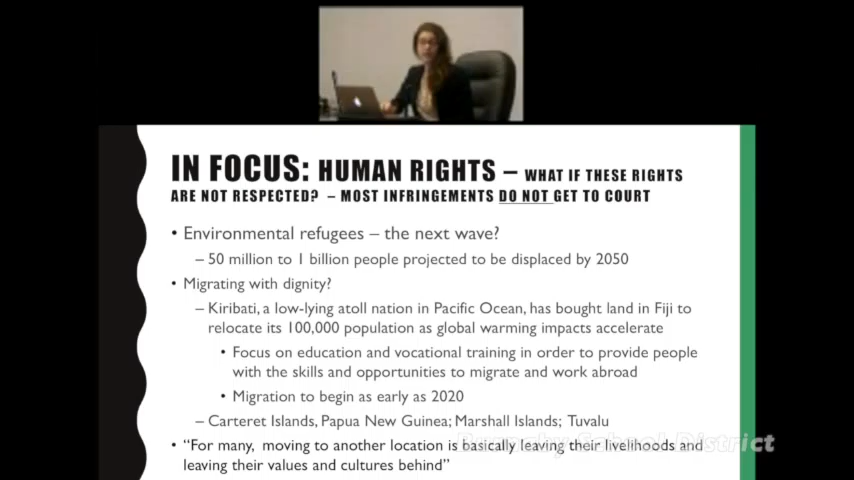 IN FOCUS: HUMAN RIGHTS – WHAT IF THESE RIGHTS
ARE NOT RESPECTED? – MOST INFRINGEMENTS DO NOT GET TO COURT
• Environmental refugees – the next wave?
– 50 million to 1 billion people projected to be displaced by 2050
• Migrating with dignity?
– Kiribati, a low-lying atoll nation in Pacific Ocean, has bought land in Fiji to
relocate its 100,000 population as global warming impacts accelerate
• Focus on education and vocational training in order to provide people
with the skills and opportunities to migrate and work abroad
• Migration to begin as early as 2020
– Carteret Islands, Papua New Guinea; Marshall Islands; Tuvalu
• “For many, moving to another location is basically leaving their livelihoods and
leaving their values and cultures behind”
Burnaby School District